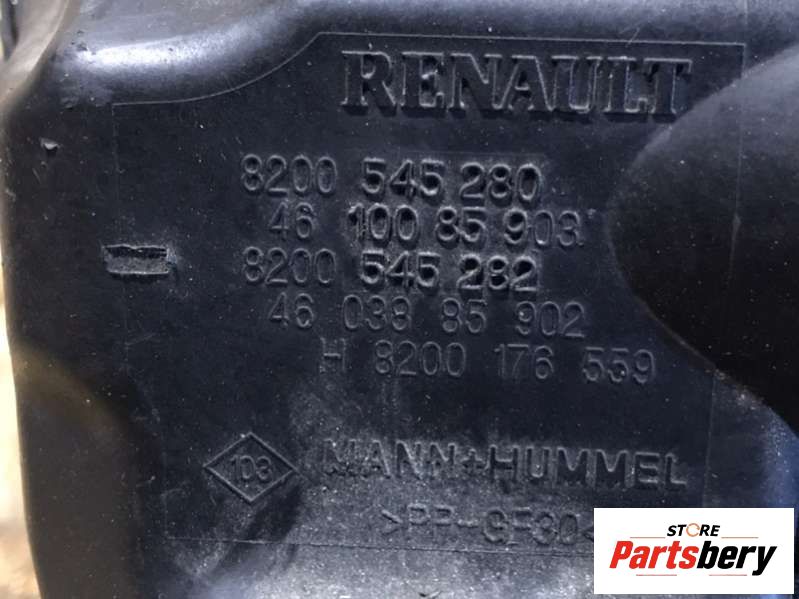 RENAULT
8200 545 280
46 100 85 903
8200 545 282
46 038 85 902
H 8200 176 559
103 MANN+HUMMEL
>PP-GF30<
STORE
Partsbery